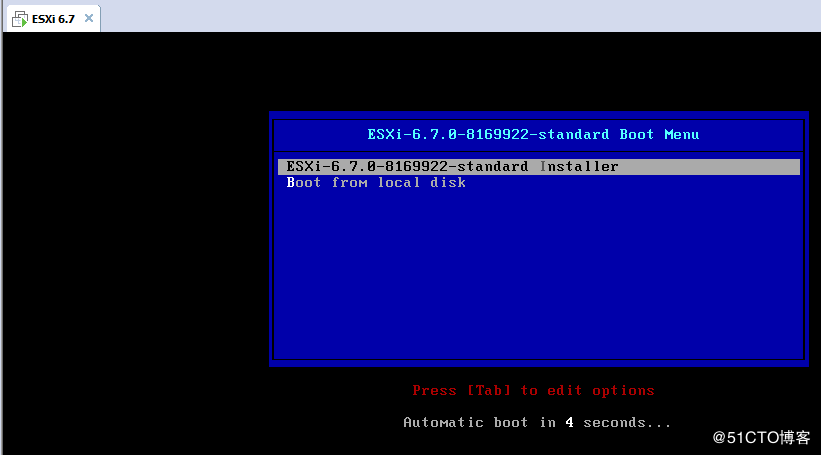 ESXi 6.7
ESXi-6.7.0-8169922-standard Boot Menu
ESXi-6.7.0-8169922-standard Installer
Boot from local disk
Press [Tab] to edit options
Automatic boot in 4 seconds...
@51CTO博客